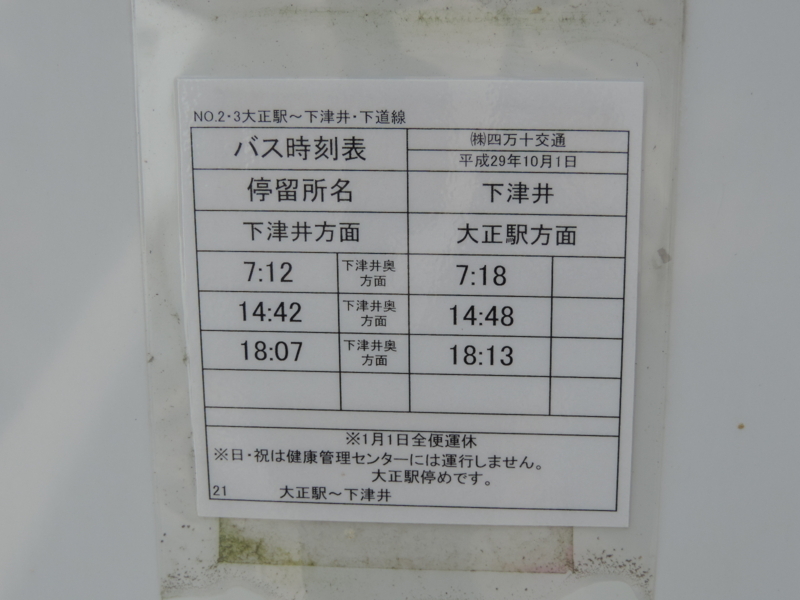 NO.2・3大正駅～下津井・下道線
バス時刻表
㈱四万十交通
平成29年10月1日
停留所名 下津井
下津井方面 大正駅方面
7:12 下津井奥方面 7:18
14:42 下津井奥方面 14:48
18:07 下津井奥方面 18:13
※1月1日全便運休
※日・祝は健康管理センターには運行しません。
大正駅停めです。
21 大正駅～下津井